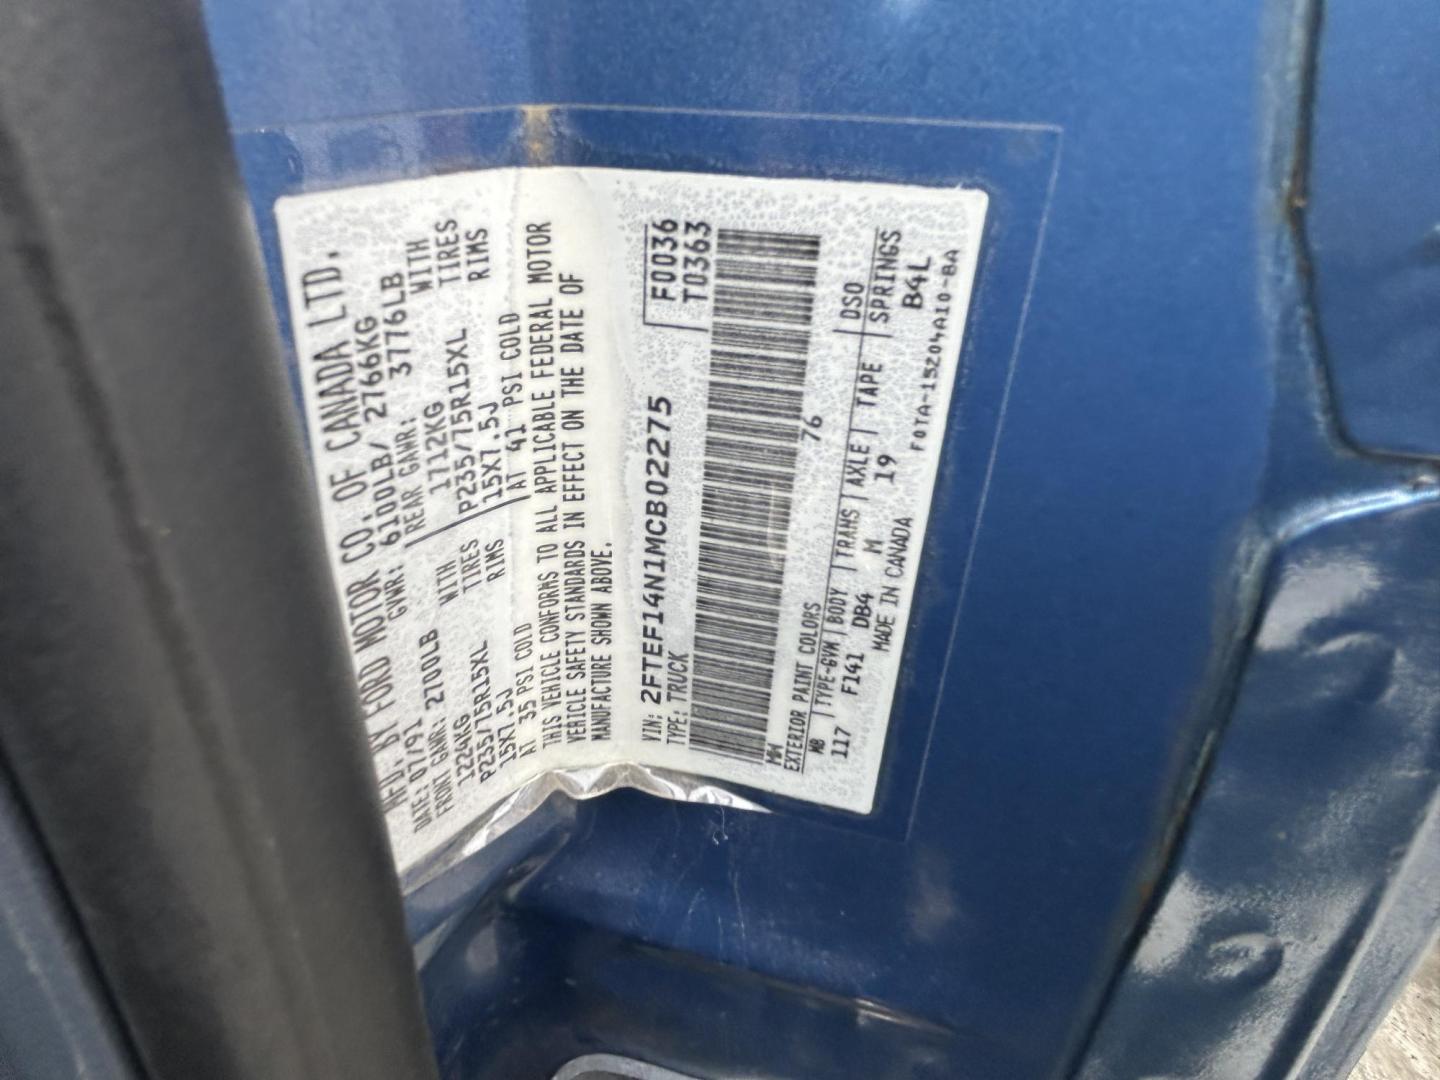 MFD. BY FORD MOTOR CO. OF CANADA LTD.
DATE: 07/91 GVWR: 6100LB/ 2766KG
FRONT GAWR: 2700LB REAR GAWR: 3776LB
1224KG WITH 1712KG WITH
P235/75R15XL TIRES P235/75R15XL TIRES
15X7.5J RIMS 15X7.5J RIMS
AT 35 PSI COLD AT 41 PSI COLD
THIS VEHICLE CONFORMS TO ALL APPLICABLE FEDERAL MOTOR
VEHICLE SAFETY STANDARDS IN EFFECT ON THE DATE OF
MANUFACTURE SHOWN ABOVE.
VIN: 2FTEF14N1MCB02275 F0036
TYPE: TRUCK T0363
MW 76
EXTERIOR PAINT COLORS DSO
MB TYPE-GVW BODY TRANS AXLE TAPE SPRINGS
117 F141 DB4 M 19 B4L
MADE IN CANADA F0TA-15204A10-BA